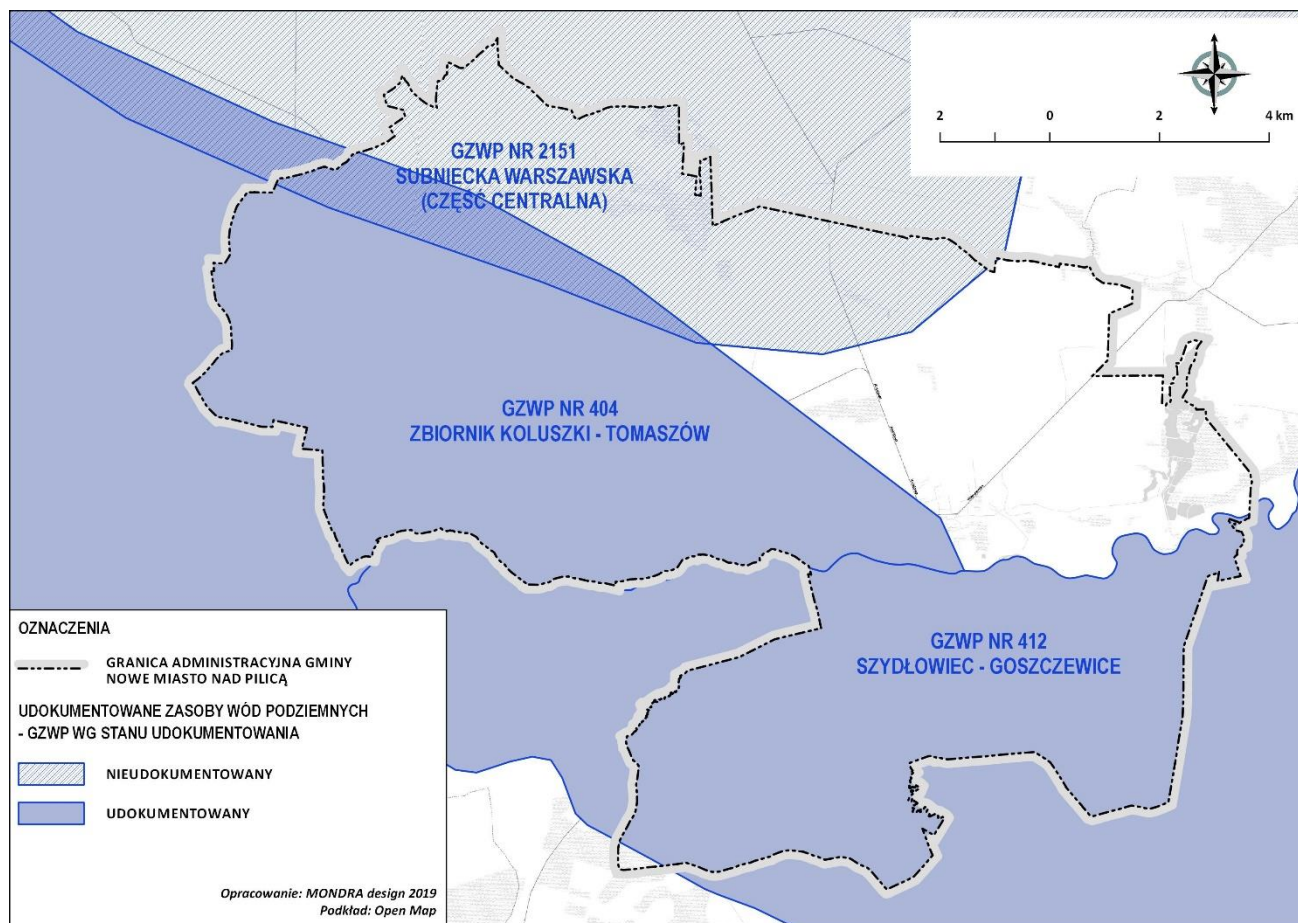 2 0 2 4 km
GZWP NR 2151
SUBNIECKA WARSZAWSKA
(CZĘŚĆ CENTRALNA)
GZWP NR 404
ZBIORNIK KOLUSZKI - TOMASZÓW
GZWP NR 412
SZYDŁOWIEC - GOSZCZEWICE
OZNACZENIA
GRANICA ADMINISTRACYJNA GMINY
NOWE MIASTO NAD PILICĄ
UDOKUMENTOWANE ZASOBY WÓD PODZIEMNYCH
- GZWP WG STANU UDOKUMENTOWANIA
NIEUDOKUMENTOWANY
UDOKUMENTOWANY
Opracowanie: MONDRA design 2019
Podkład: Open Map